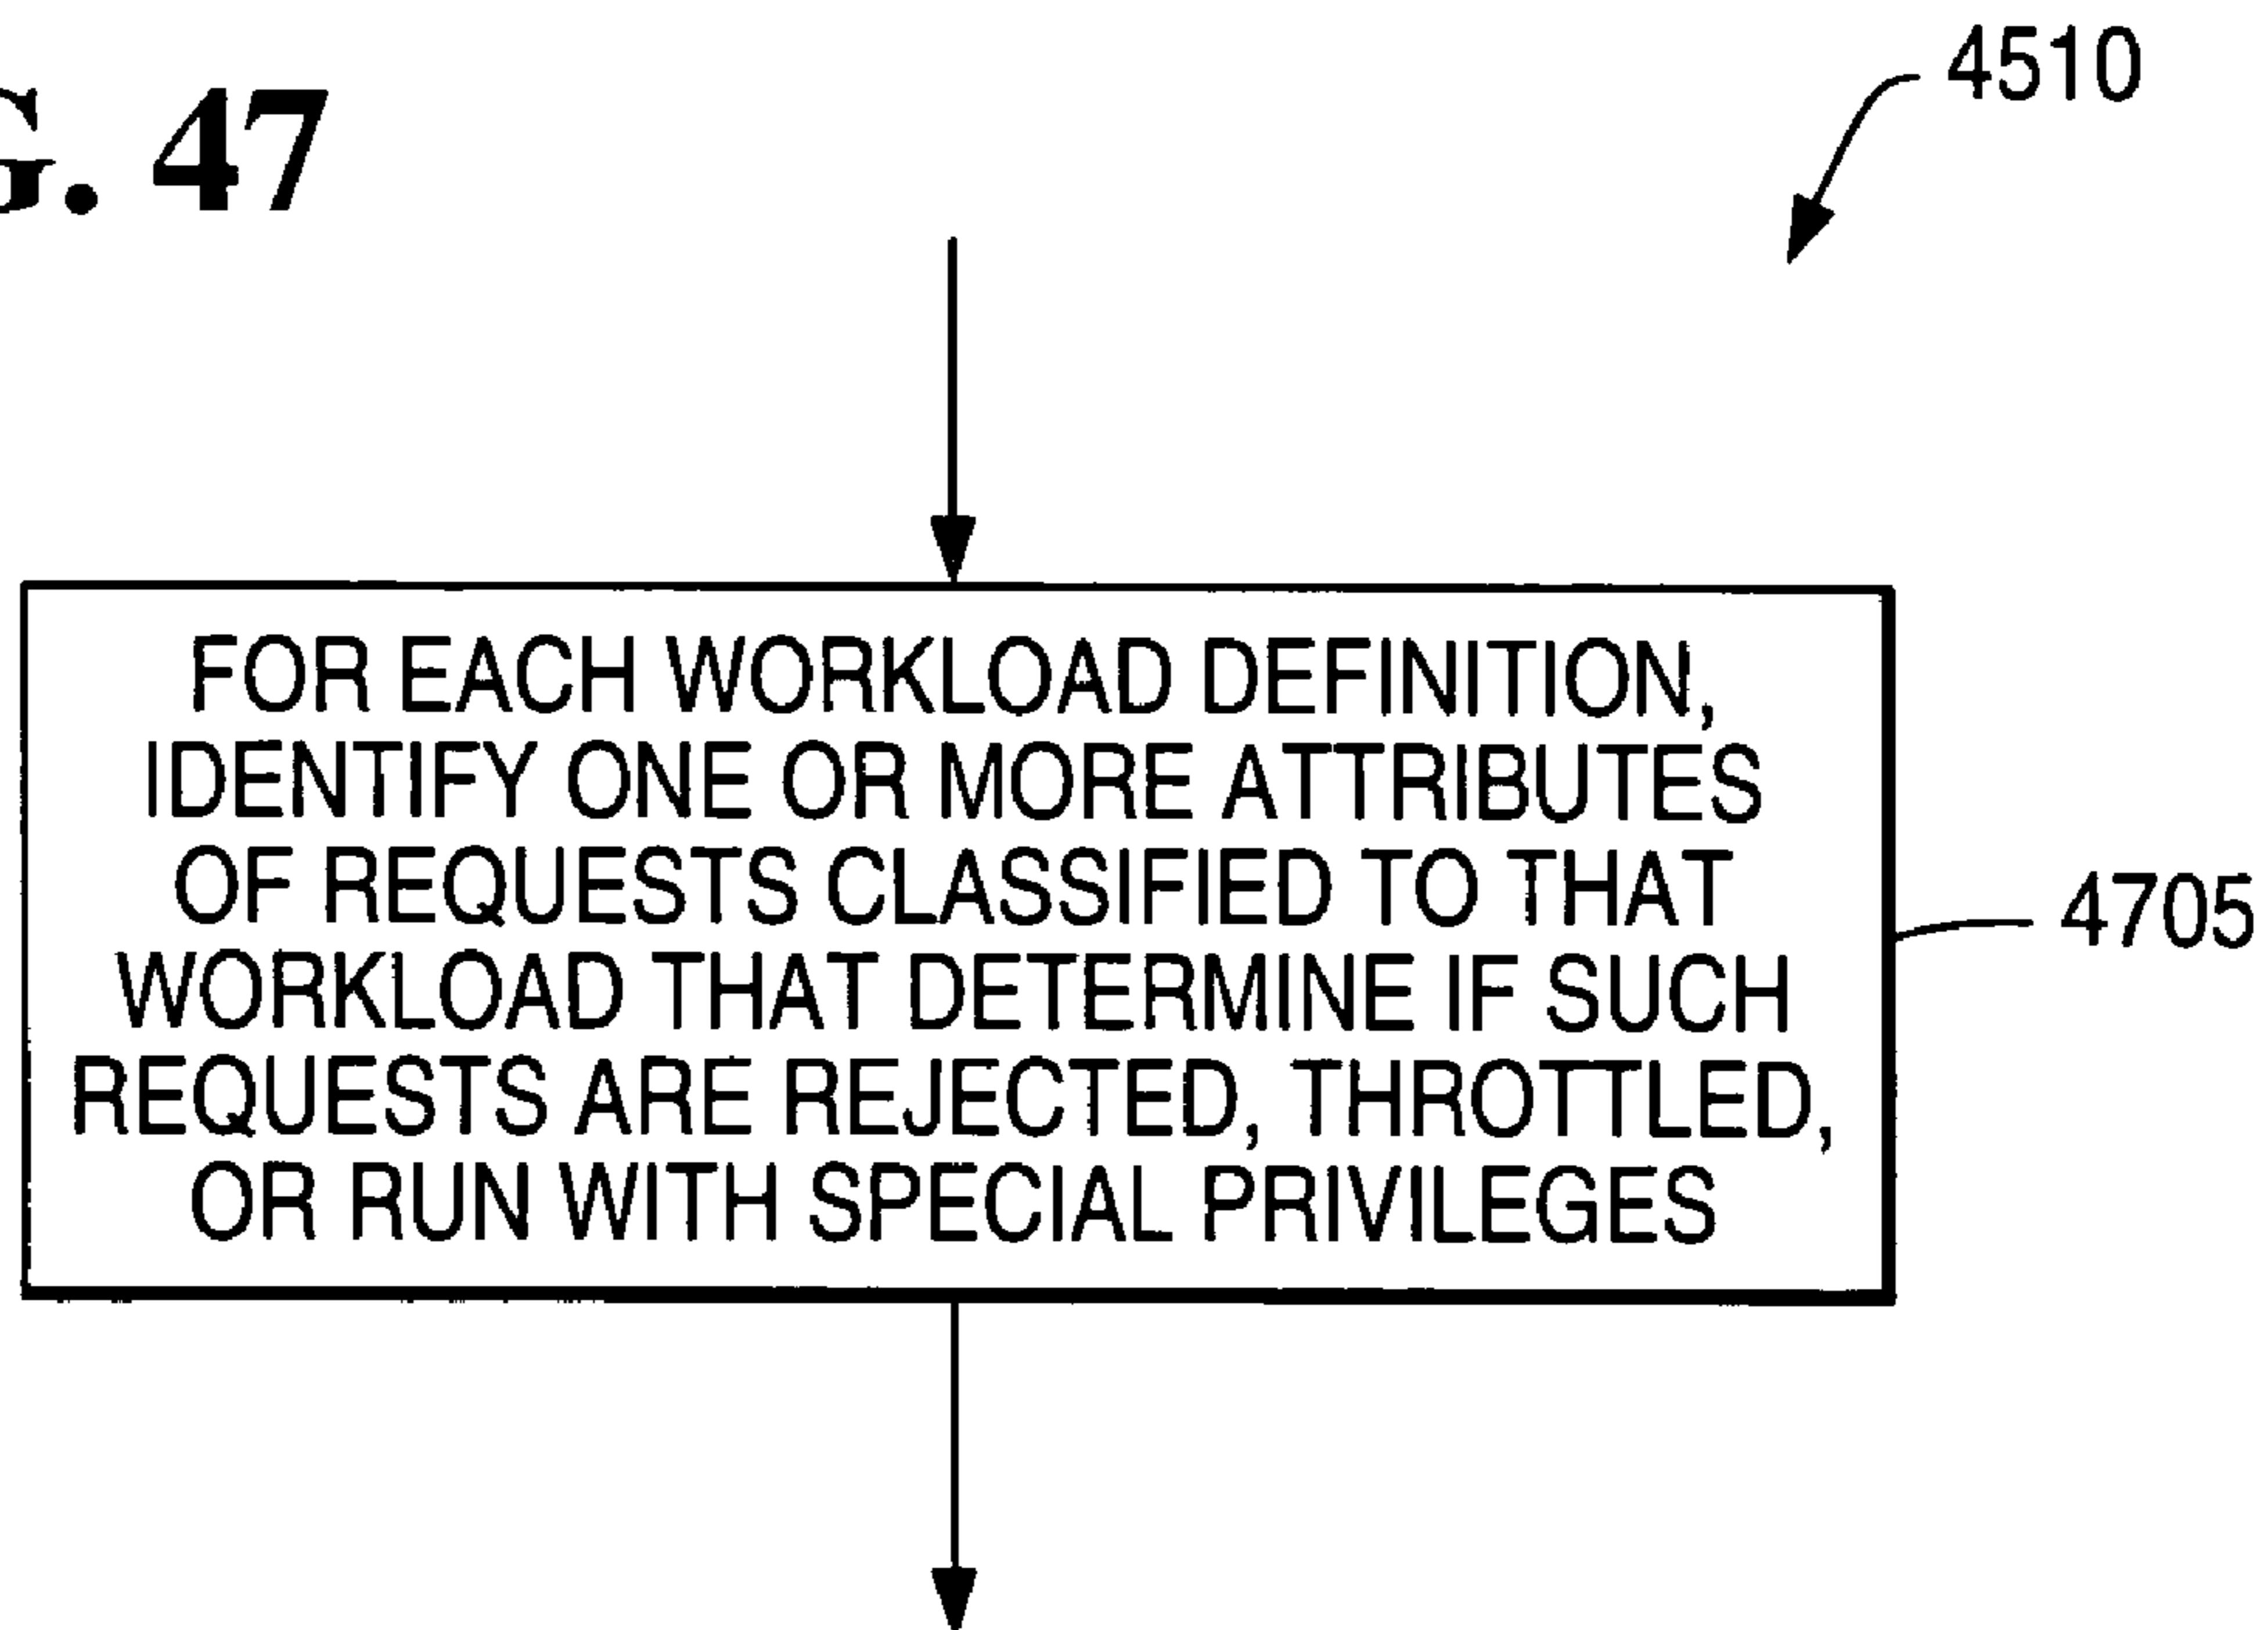 G. 47
4510
FOR EACH WORKLOAD DEFINITION,
IDENTIFY ONE OR MORE ATTRIBUTES
OF REQUESTS CLASSIFIED TO THAT
WORKLOAD THAT DETERMINE IF SUCH
REQUESTS ARE REJECTED, THROTTLED,
OR RUN WITH SPECIAL PRIVILEGES
4705